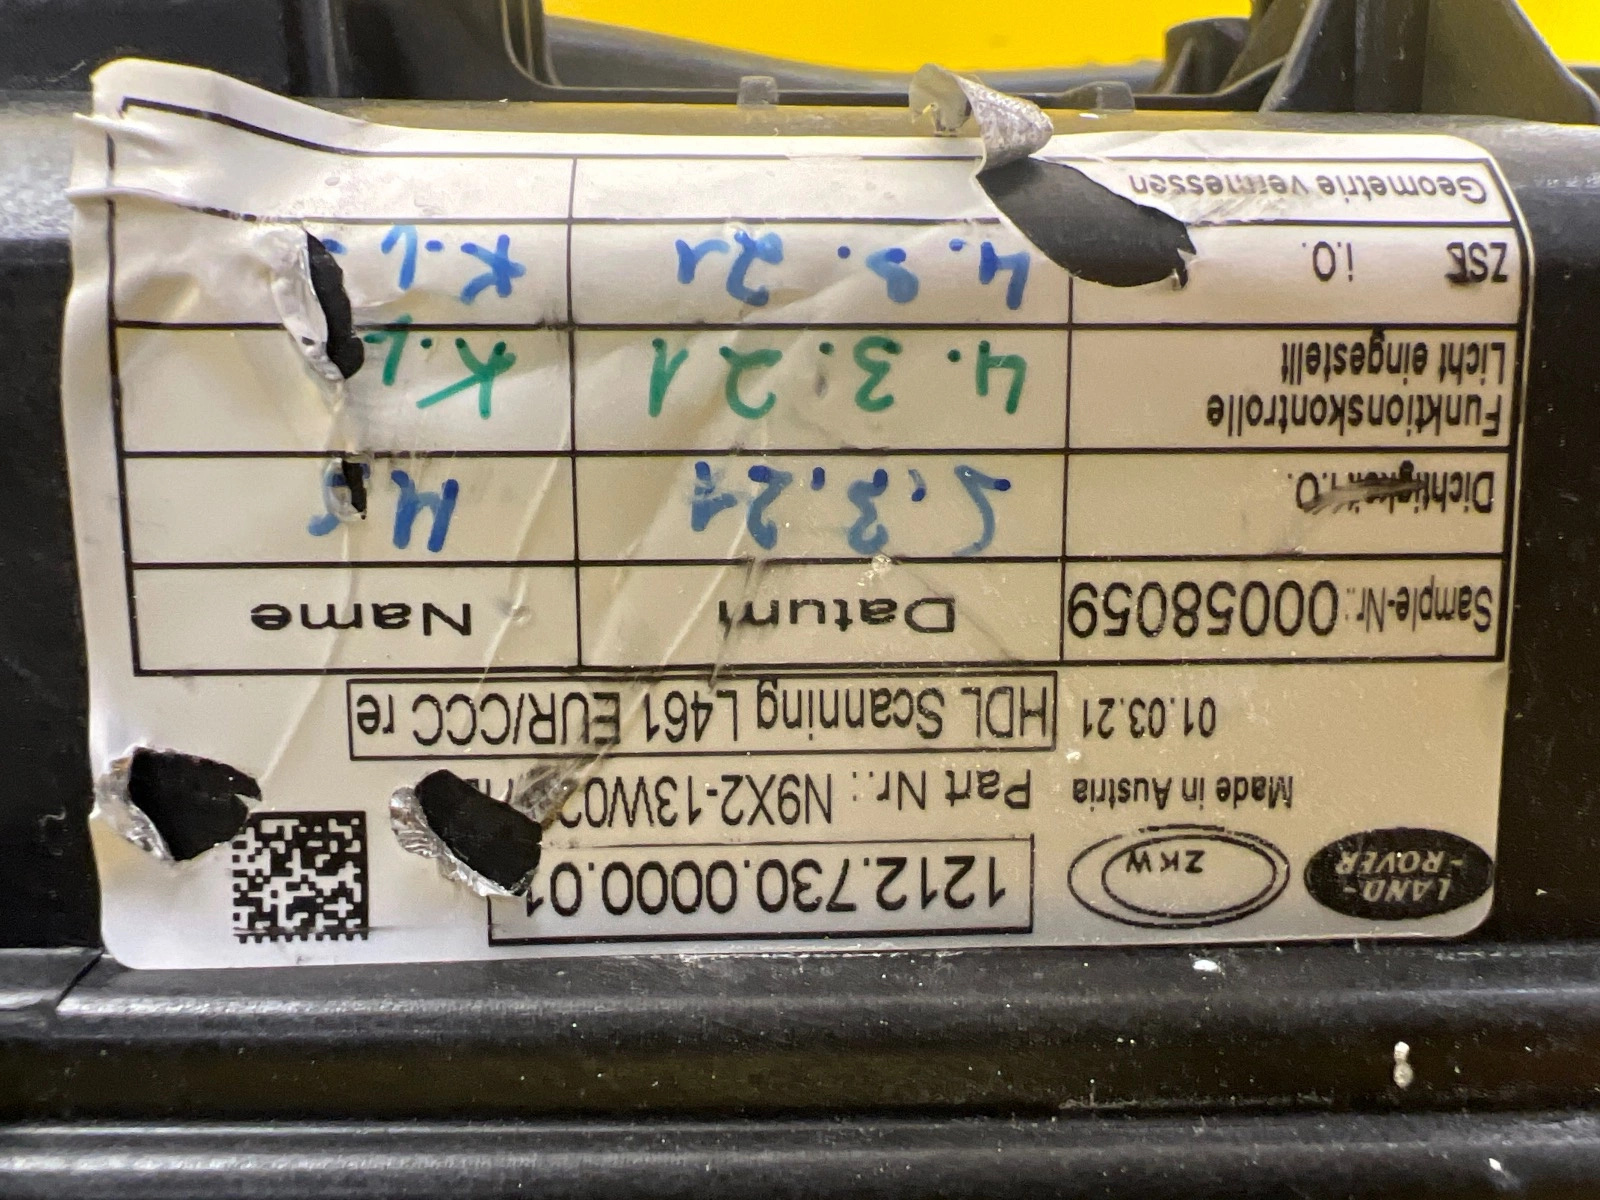 LAND-
-ROVER
ZKW
1212.730.0000.01
Made in Austria
Part Nr.: N9X2-13W02
01.03.21
HDL Scanning L461 EUR/CCC re
Sample-Nr.: 00058059 Datum Name
Dichtigkeit i.O. 5.3.21
Funktionskontrolle
Licht eingestellt 4.3.21 K.L
ZSB i.O. 4.3.21 K.L.
Geometrie vermessen